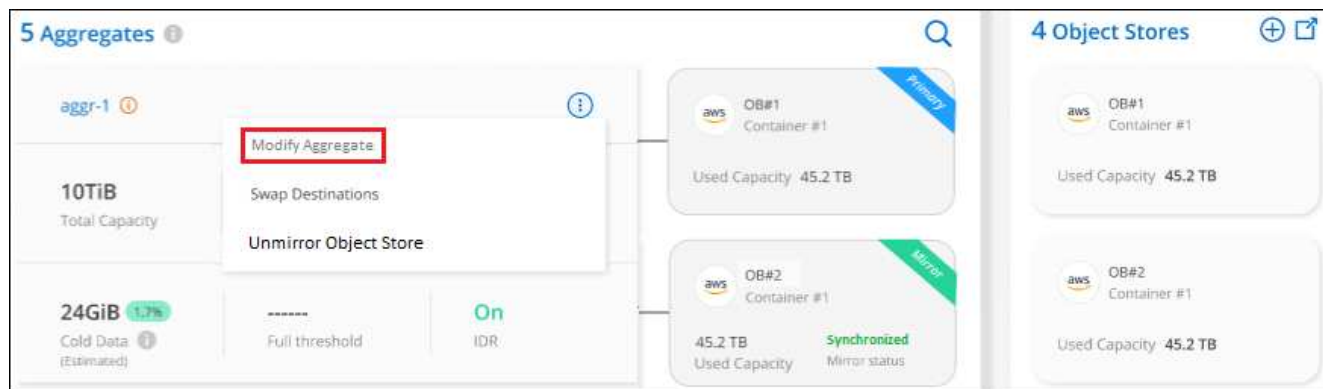 5 Aggregates
4 Object Stores
aggr-1
Modify Aggregate
Swap Destinations
Unmirror Object Store
10TiB
Total Capacity
24GiB 1.7%
Cold Data
(Estimated)
------
Full threshold
On
IDR
Primary
aws
OB#1
Container #1
Used Capacity 45.2 TB
Mirror
aws
OB#2
Container #1
45.2 TB
Used Capacity
Synchronized
Mirror status
aws
OB#1
Container #1
Used Capacity 45.2 TB
aws
OB#2
Container #1
Used Capacity 45.2 TB